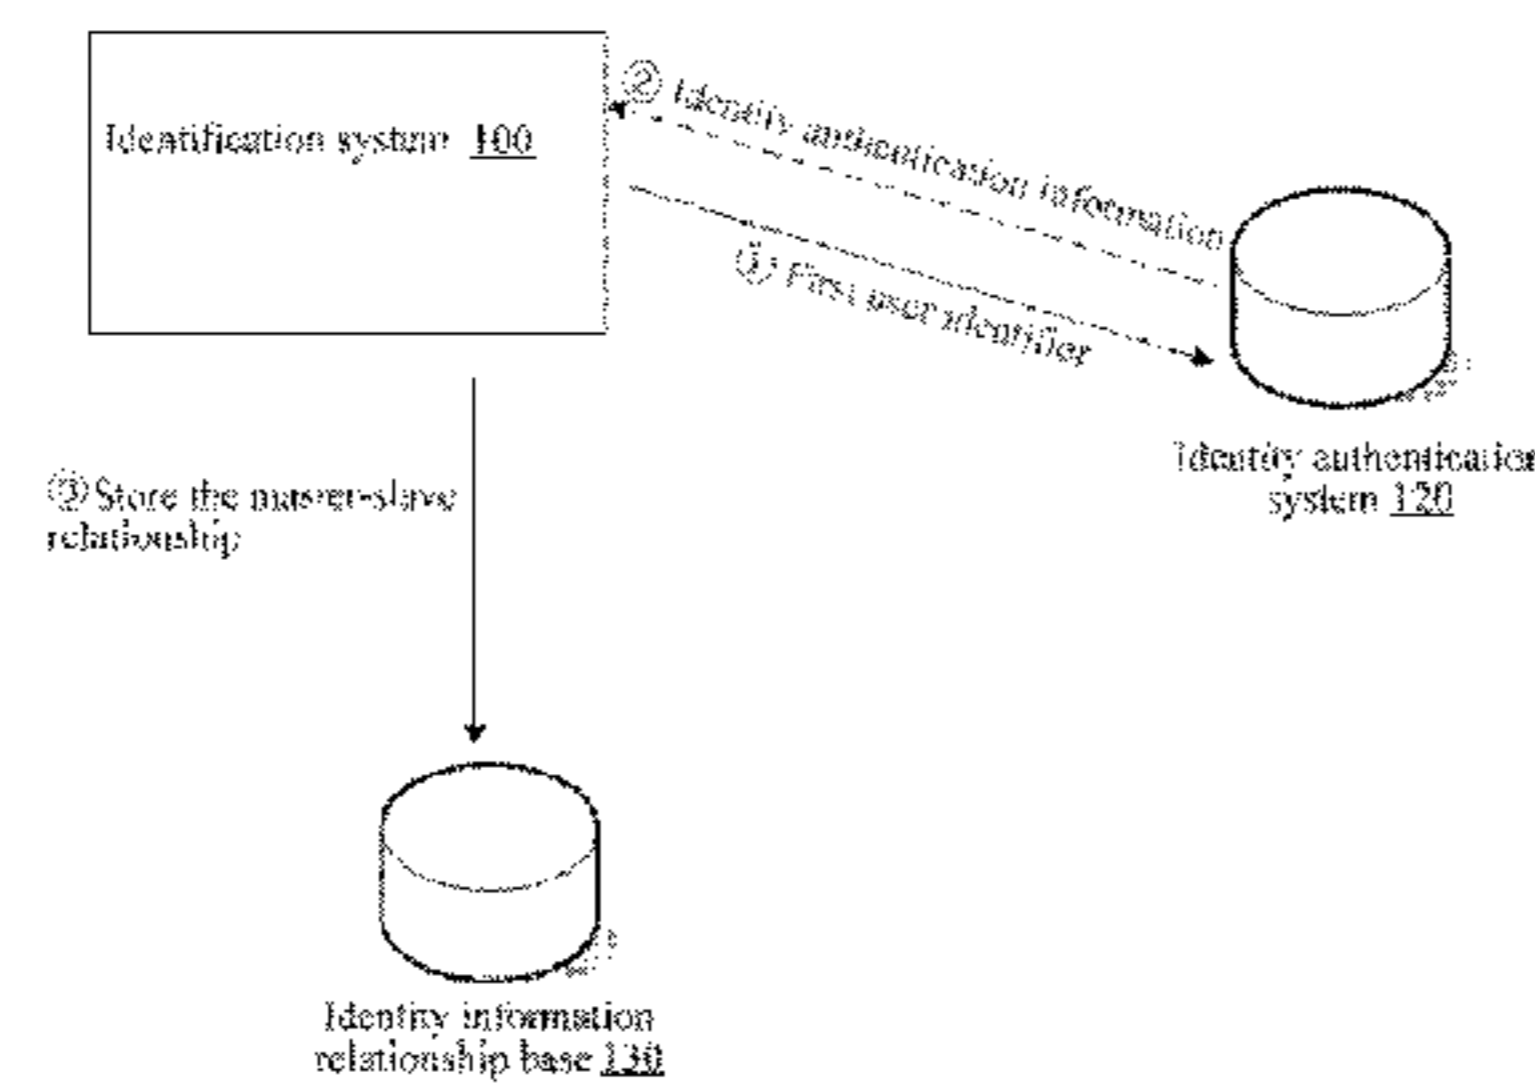 ② Identity authentication information
Identification system 100
① First user identifier
Identity authentication
system 120
③ Store the master-slave
relationship
Identity information
relationship base 130